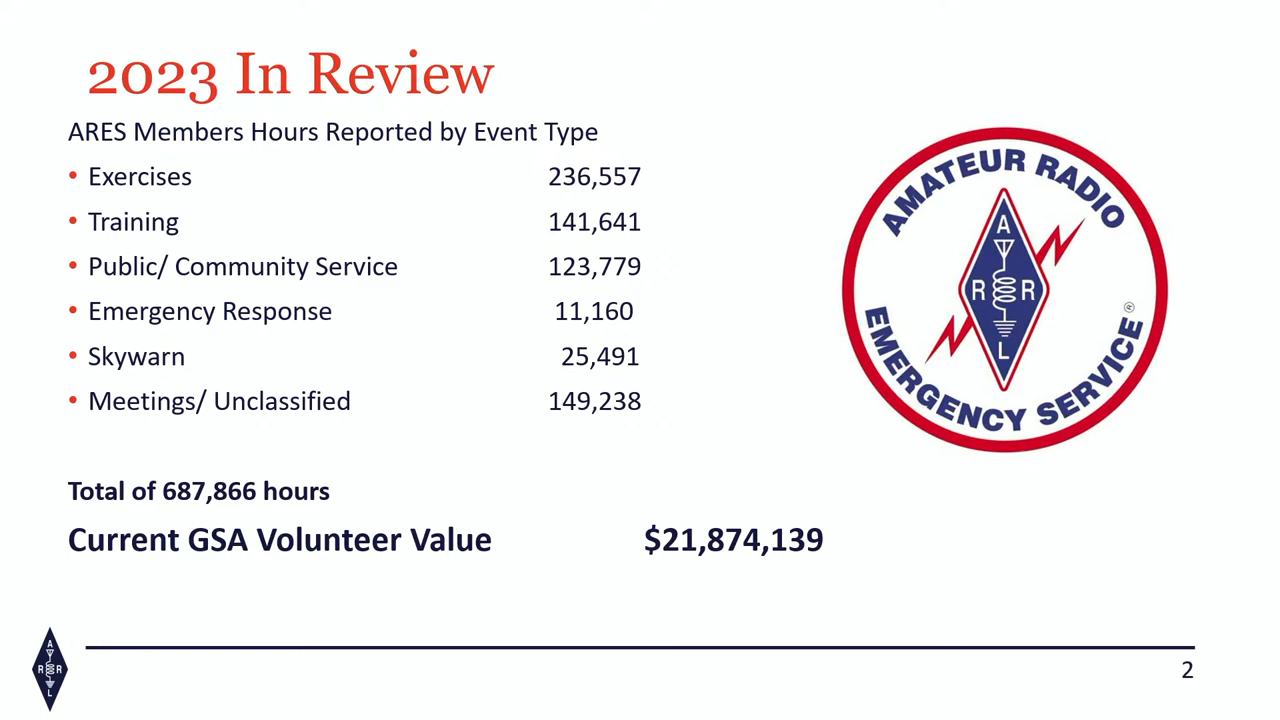 2023 In Review
ARES Members Hours Reported by Event Type
• Exercises 236,557
• Training 141,641
• Public/ Community Service 123,779
• Emergency Response 11,160
• Skywarn 25,491
• Meetings/ Unclassified 149,238
Total of 687,866 hours
Current GSA Volunteer Value $21,874,139
AMATEUR RADIO
A
R R
L
EMERGENCY SERVICE®
A
R R
L
2